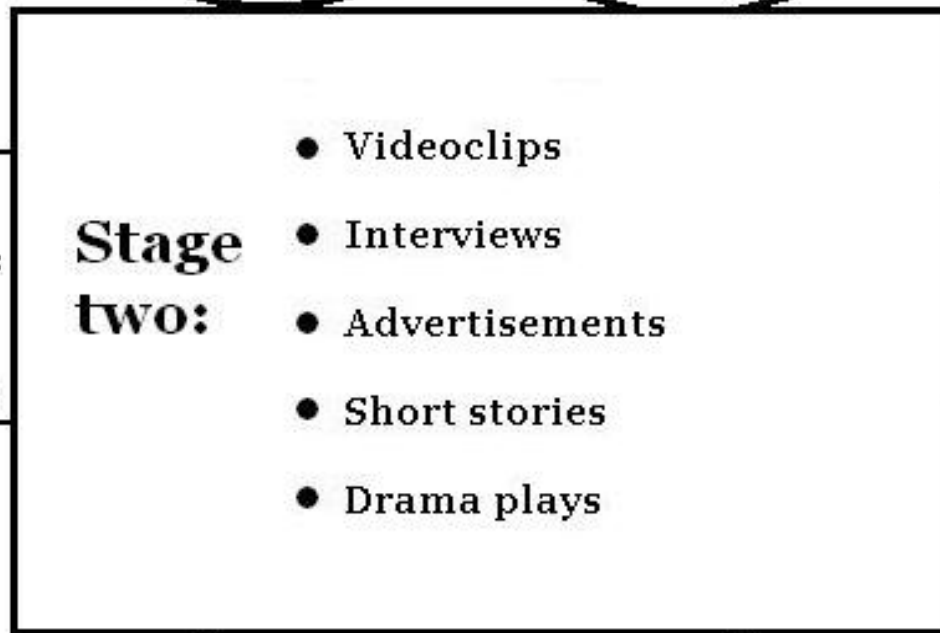 Stage
two:
• Videoclips
• Interviews
• Advertisements
• Short stories
• Drama plays